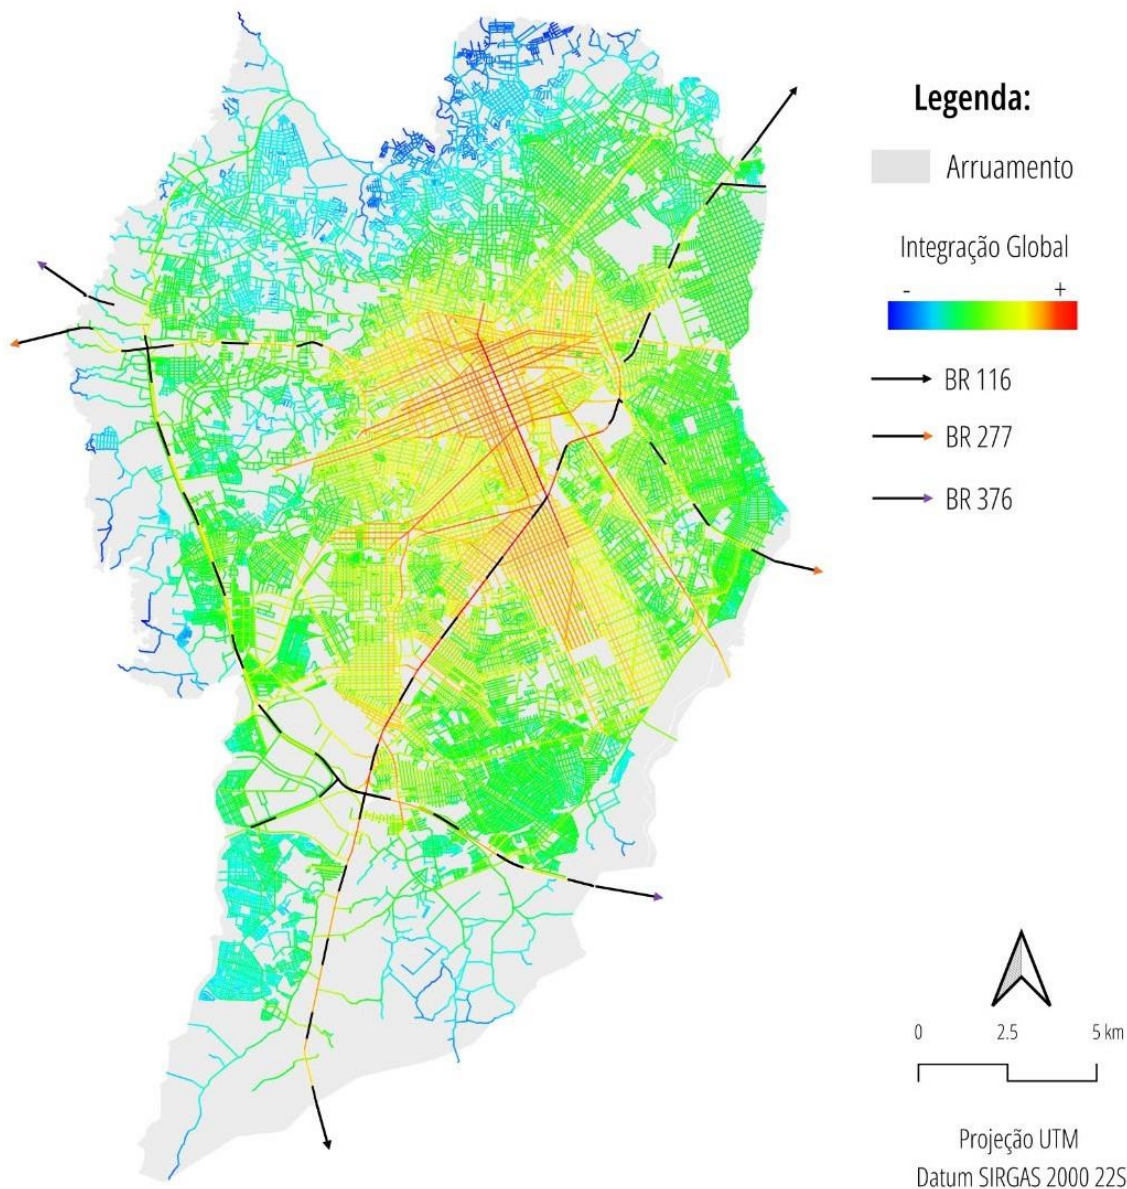 Legenda:
Arruamento
Integração Global
- +
BR 116
BR 277
BR 376
0 2.5 5 km
Projeção UTM
Datum SIRGAS 2000 22S